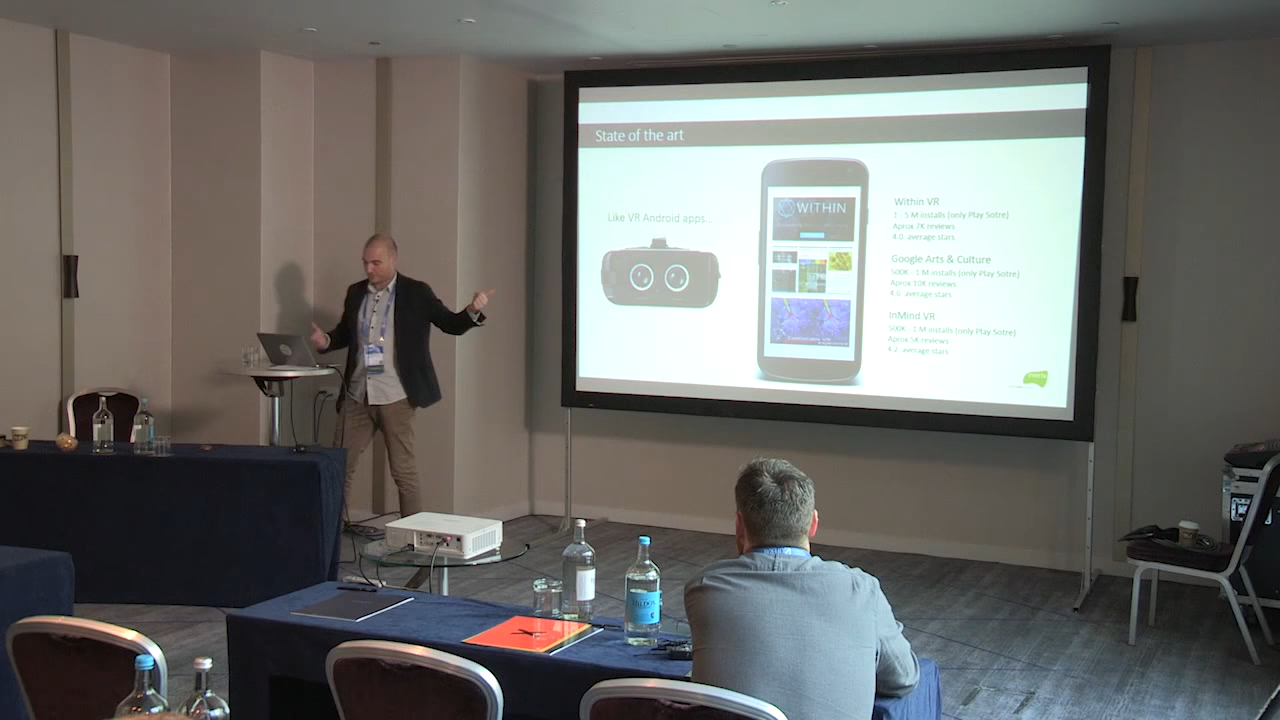 State of the art
Like VR Android apps...
WITHIN
Within VR
1 - 5 M installs (only Play Sotre)
Aprox 7K reviews
4.0 average stars
Google Arts & Culture
500K - 1 M installs (only Play Sotre)
Aprox 10K reviews
4.0 average stars
InMind VR
500K - 1 M installs (only Play Sotre)
Aprox 5K reviews
4.2 average stars
HILDON